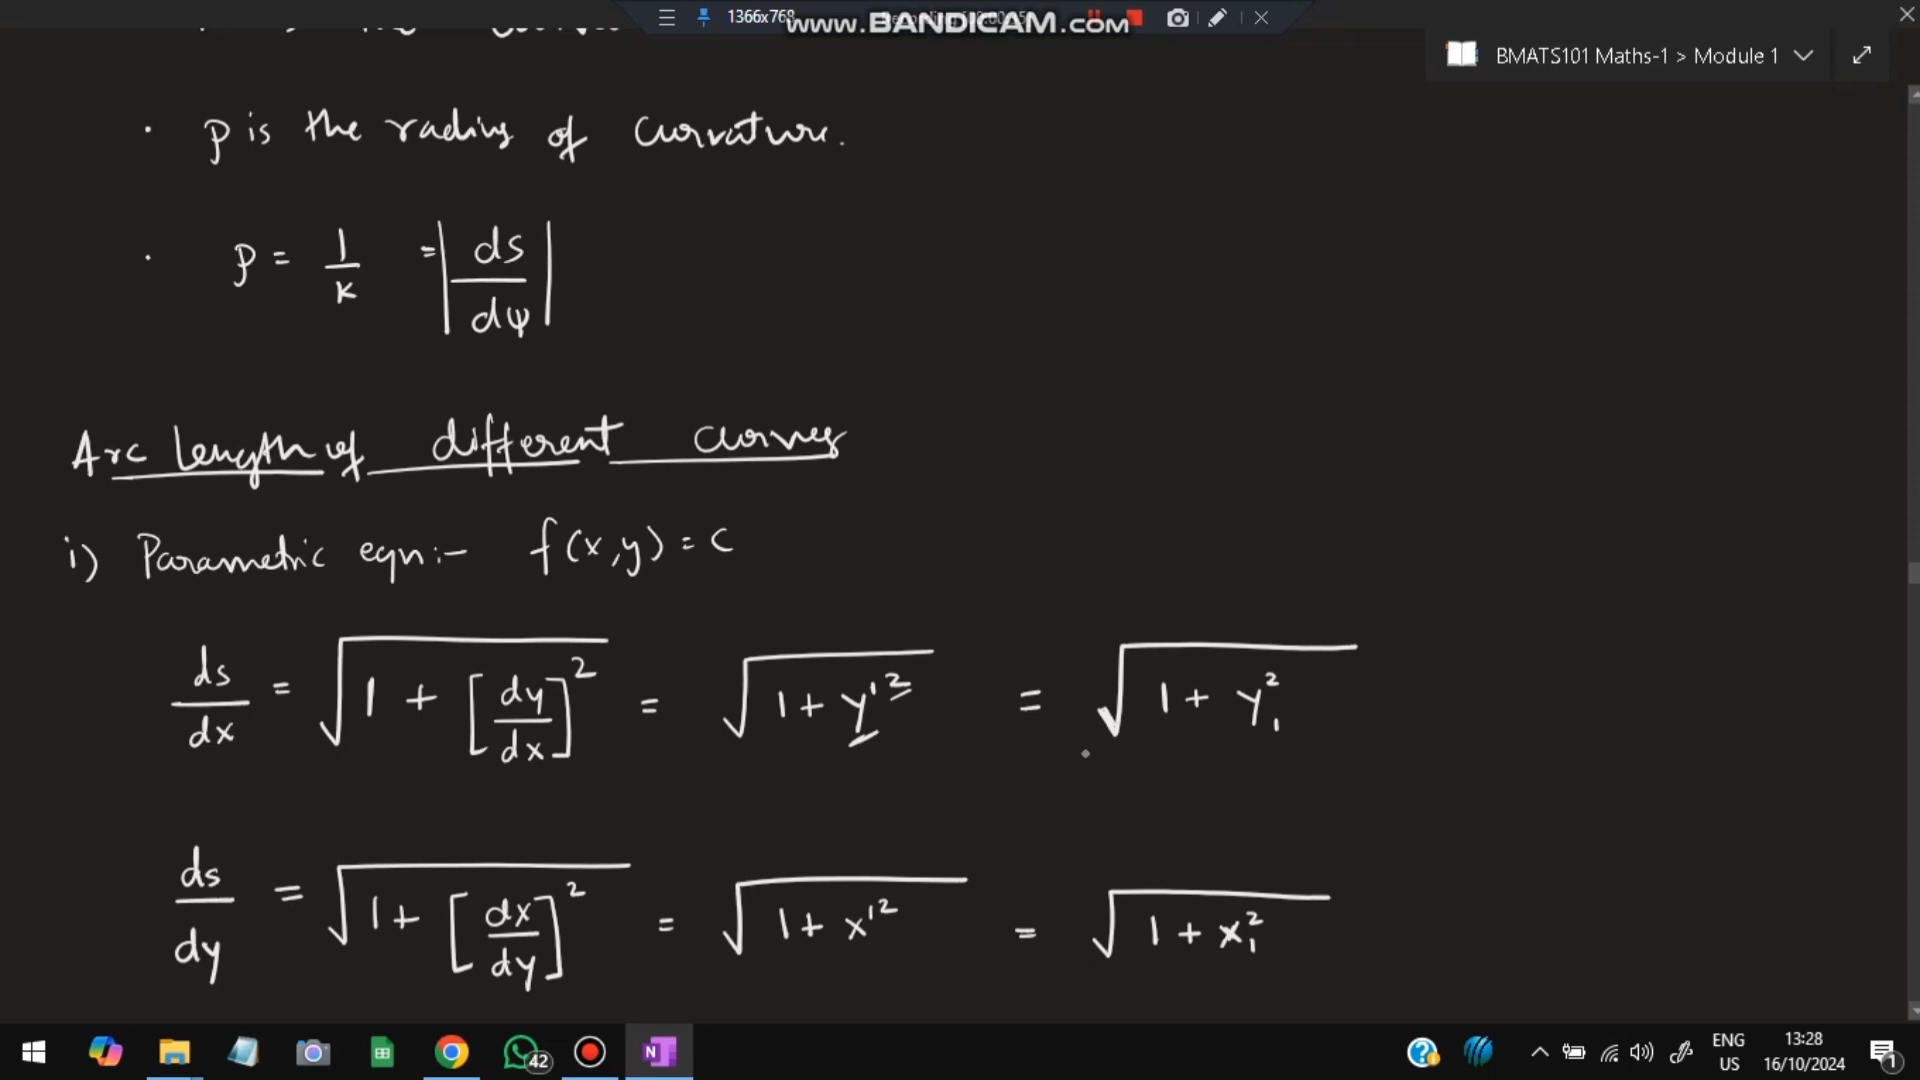 1366x768
www.BANDICAM.com
BMATS101 Maths-1 > Module 1
· ρ is the radius of curvature.
· ρ = 1/κ = |ds/dψ|
Arc length of different curves
i) Parametric eqn:- f(x,y) = c
ds/dx = √(1 + [dy/dx]²) = √(1 + y'²) = √(1 + y₁²)
ds/dy = √(1 + [dx/dy]²) = √(1 + x'²) = √(1 + x₁²)
42
N
ENG
US
13:28
16/10/2024
1